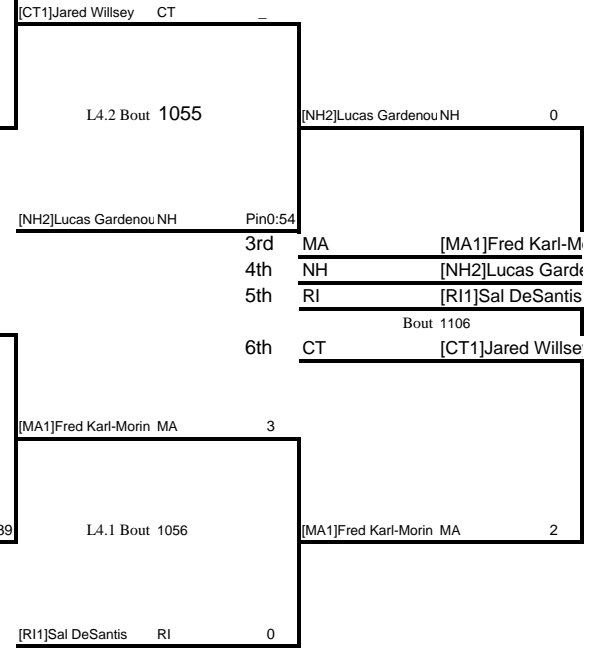 [CT1]Jared Willsey CT _
L4.2 Bout 1055
[NH2]Lucas Gardenou NH 0
[NH2]Lucas Gardenou NH Pin0:54
3rd MA [MA1]Fred Karl-M
4th NH [NH2]Lucas Garde
5th RI [RI1]Sal DeSantis
Bout 1106
6th CT [CT1]Jared Willse
[MA1]Fred Karl-Morin MA 3
39 L4.1 Bout 1056
[MA1]Fred Karl-Morin MA 2
[RI1]Sal DeSantis RI 0